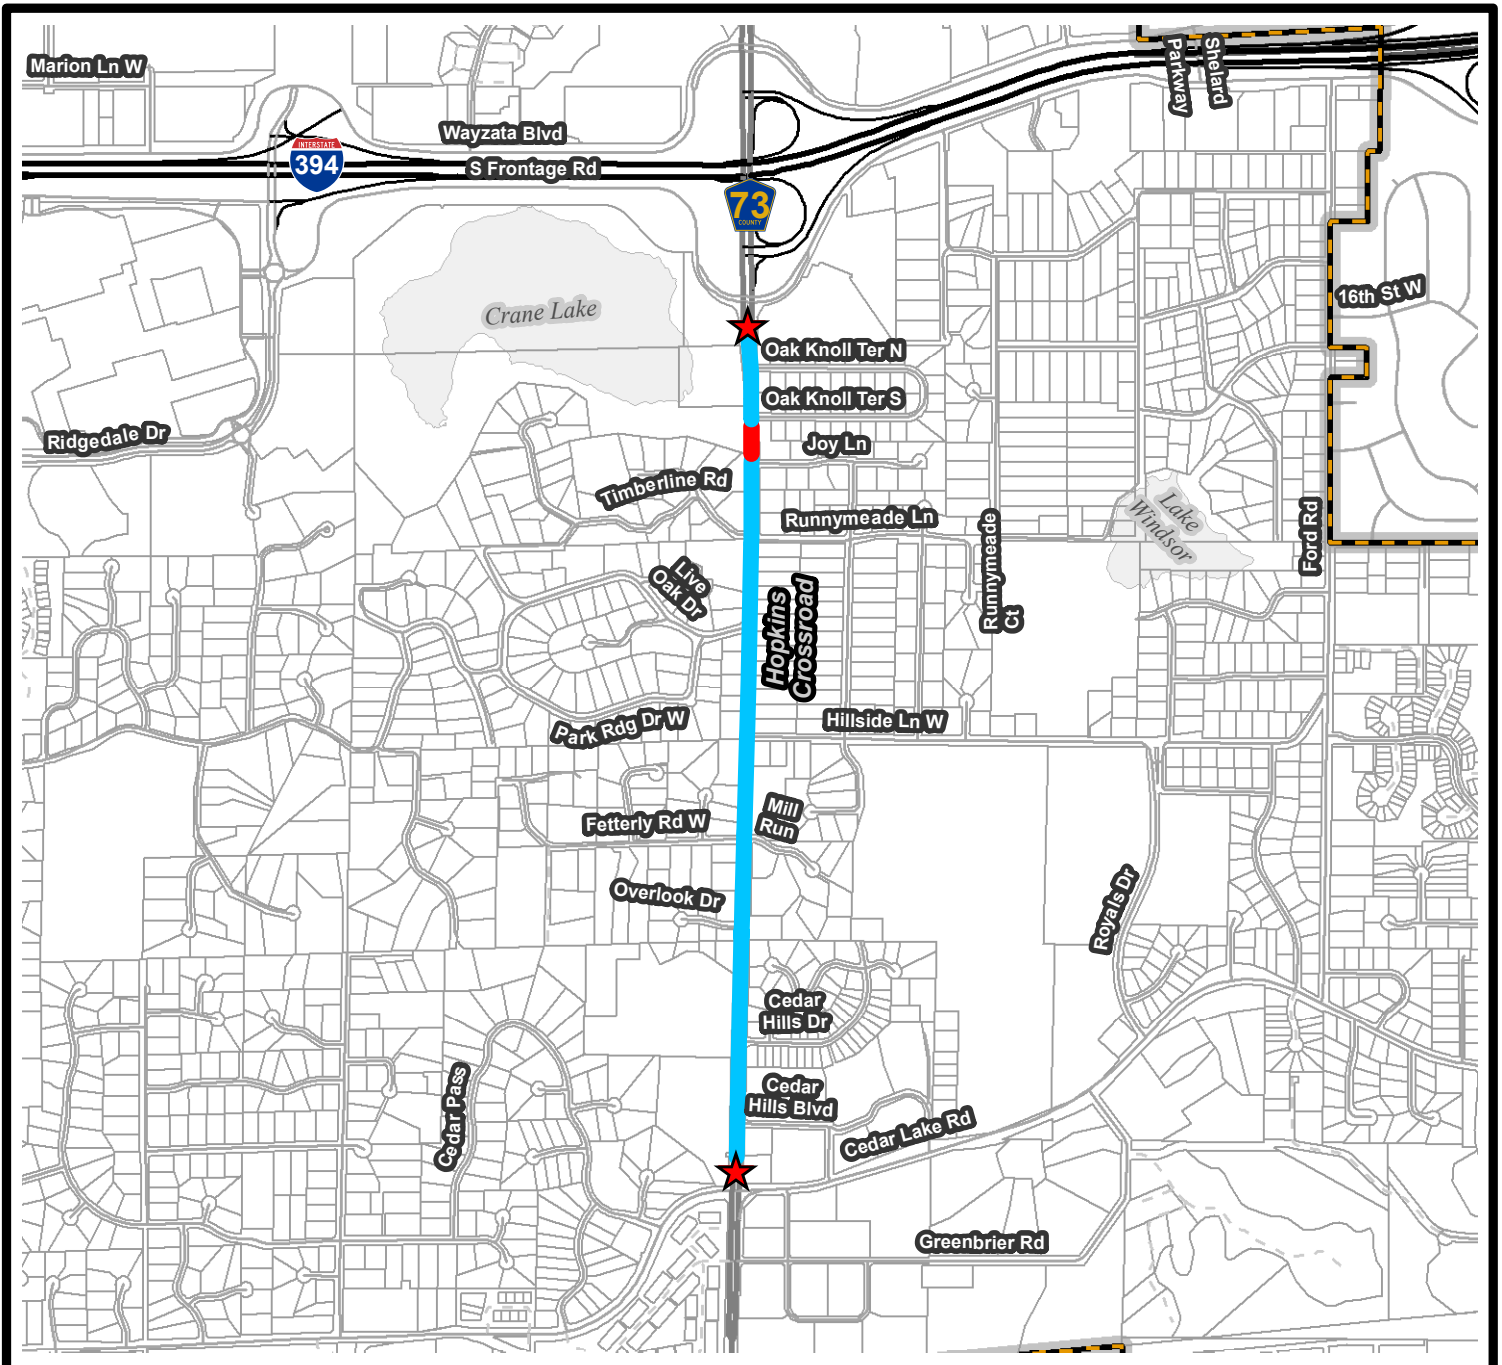 Marion Ln W
Shelard
Parkway
Wayzata Blvd
INTERSTATE
394
S Frontage Rd
73
COUNTY
16th St W
Crane Lake
Oak Knoll Ter N
Oak Knoll Ter S
Ridgedale Dr
Joy Ln
Timberline Rd
Runnymeade Ln
Lake
Windsor
Ford Rd
Runnymeade
Ct
Live
Oak Dr
Hopkins
Crossroad
Park Rdg Dr W
Hillside Ln W
Mill
Run
Fetterly Rd W
Overlook Dr
Royals Dr
Cedar
Hills Dr
Cedar
Hills Blvd
Cedar Pass
Cedar Lake Rd
Greenbrier Rd